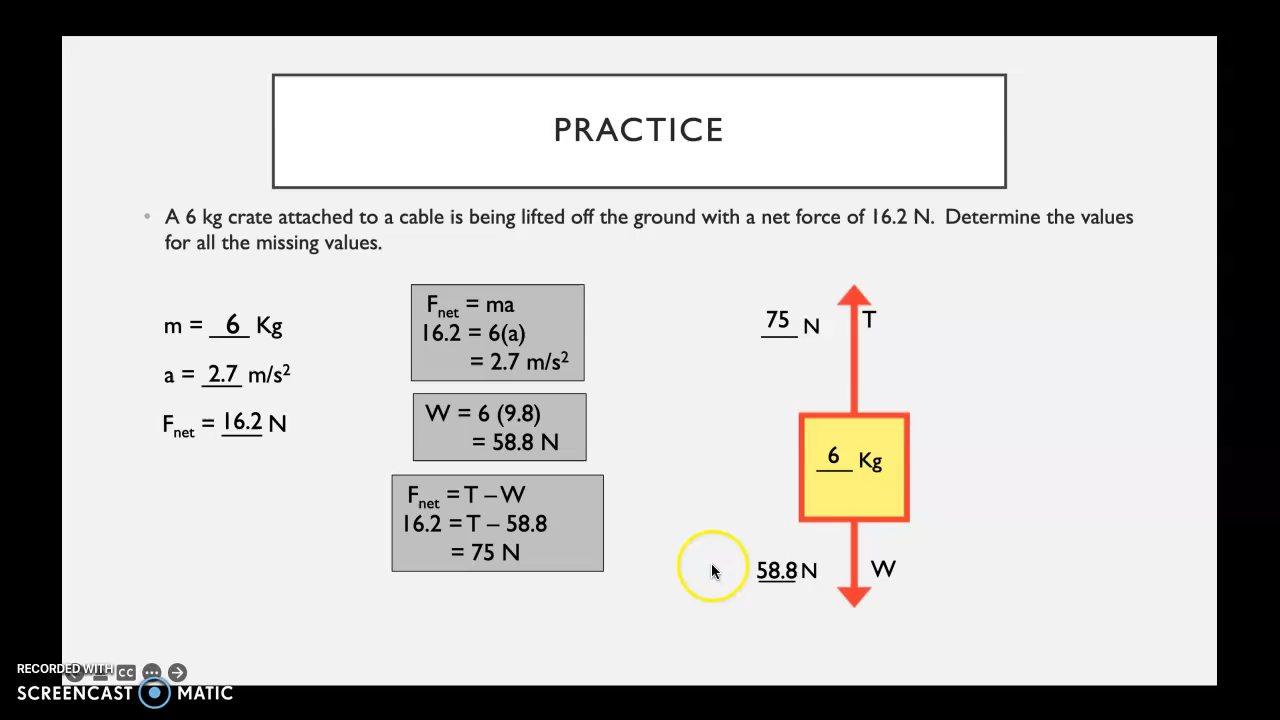 PRACTICE
• A 6 kg crate attached to a cable is being lifted off the ground with a net force of 16.2 N. Determine the values
for all the missing values.
m = 6 Kg
a = 2.7 m/s²
Fnet = 16.2 N
Fnet = ma
16.2 = 6(a)
= 2.7 m/s²
W = 6 (9.8)
= 58.8 N
Fnet = T – W
16.2 = T – 58.8
= 75 N
75 N T
6 Kg
58.8 N W
RECORDED WITH
CC
SCREENCAST MATIC